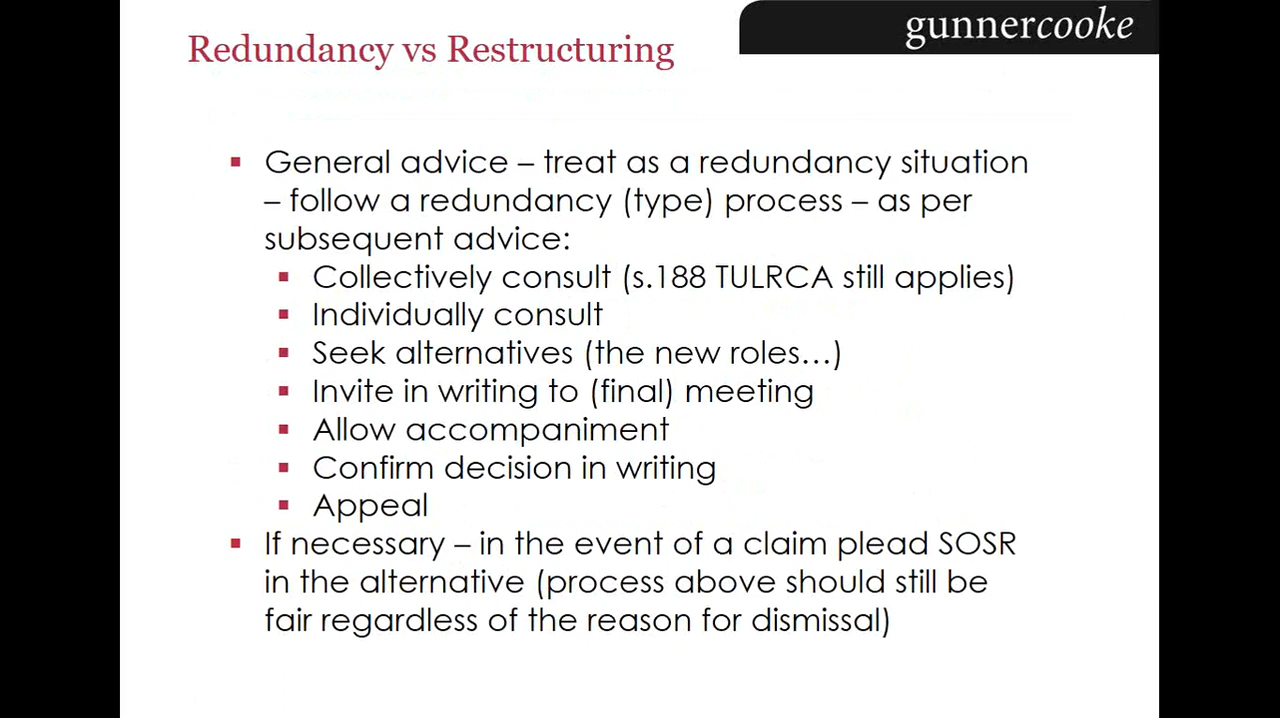 gunnercooke
Redundancy vs Restructuring
▪ General advice – treat as a redundancy situation
– follow a redundancy (type) process – as per
subsequent advice:
▪ Collectively consult (s.188 TULRCA still applies)
▪ Individually consult
▪ Seek alternatives (the new roles…)
▪ Invite in writing to (final) meeting
▪ Allow accompaniment
▪ Confirm decision in writing
▪ Appeal
▪ If necessary – in the event of a claim plead SOSR
in the alternative (process above should still be
fair regardless of the reason for dismissal)